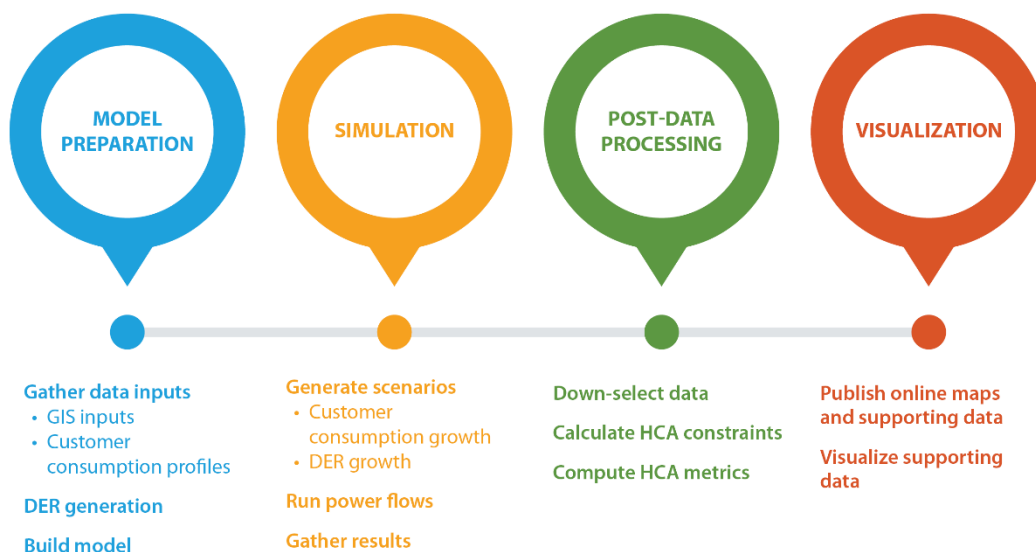 MODEL
PREPARATION
SIMULATION
POST-DATA
PROCESSING
VISUALIZATION
Gather data inputs
• GIS inputs
• Customer
consumption profiles
DER generation
Build model
Generate scenarios
• Customer
consumption growth
• DER growth
Run power flows
Gather results
Down-select data
Calculate HCA constraints
Compute HCA metrics
Publish online maps
and supporting data
Visualize supporting
data